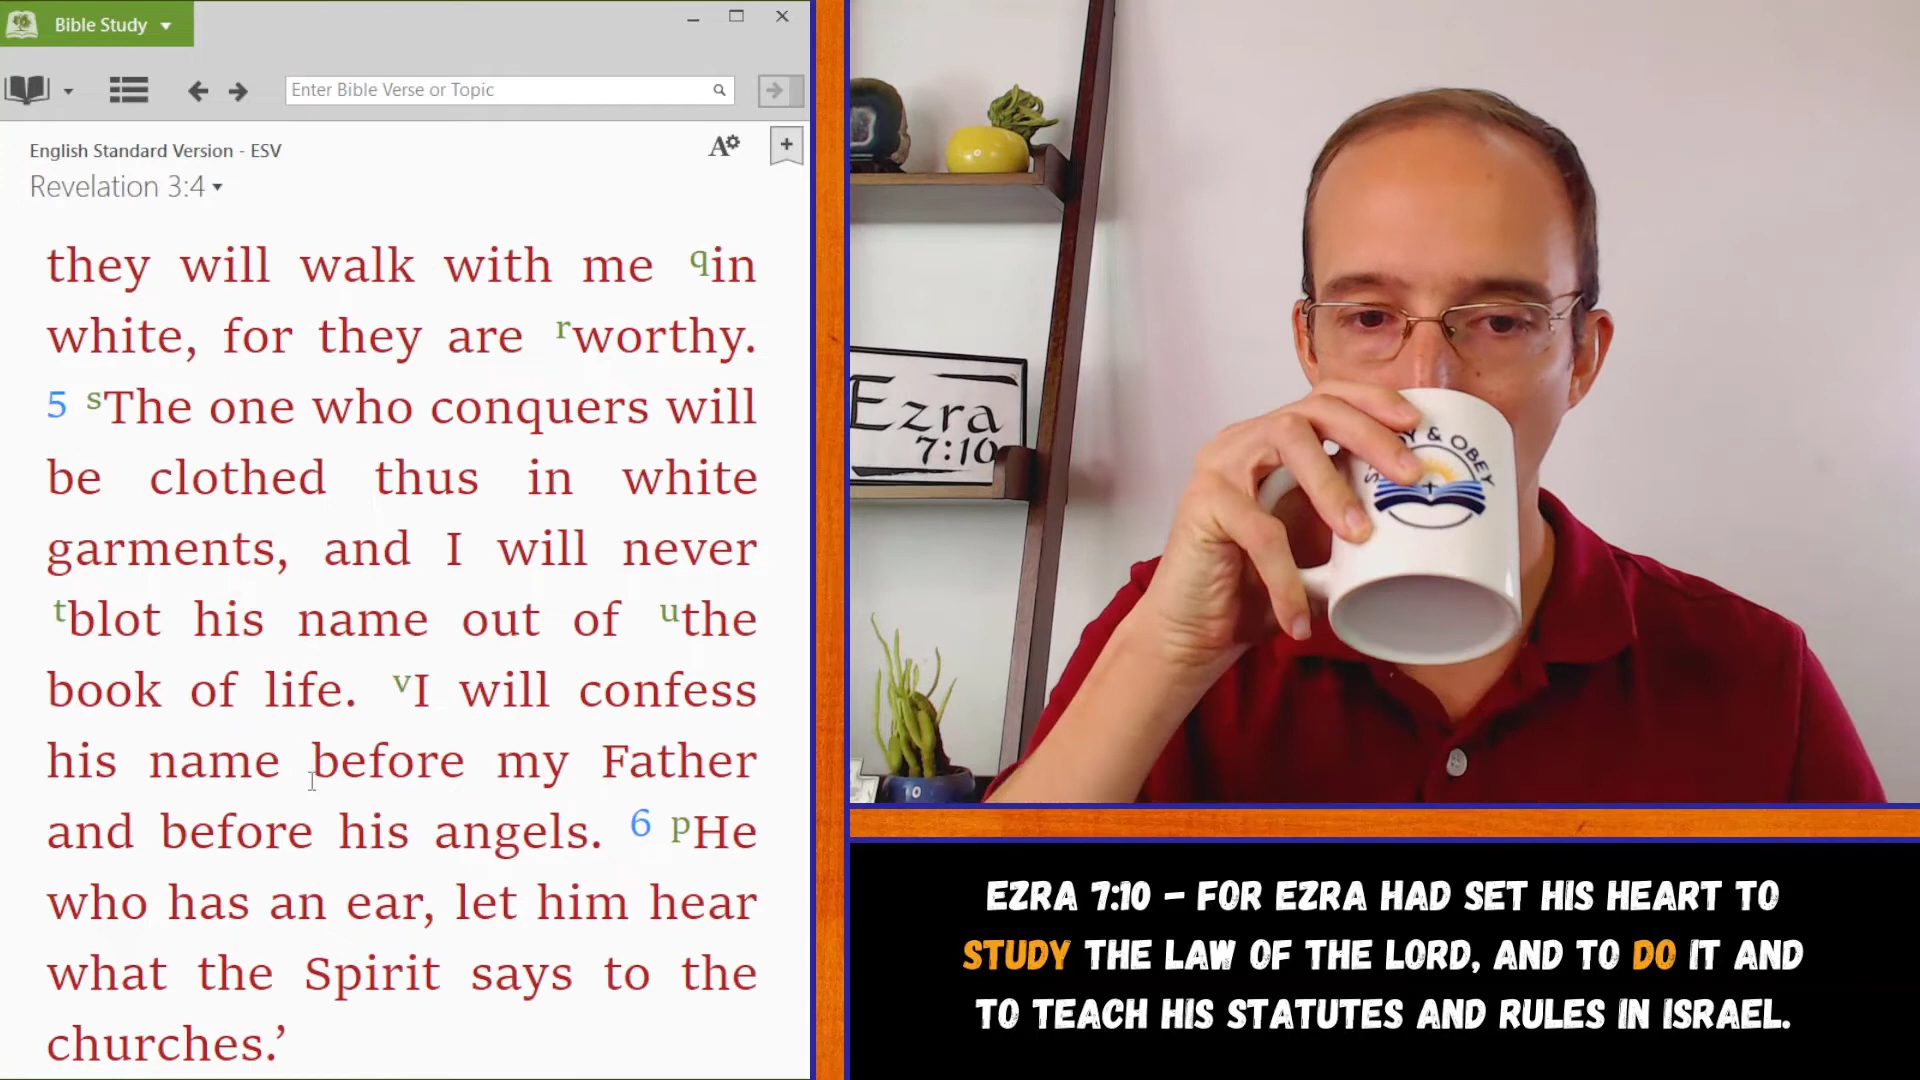 Bible Study
Enter Bible Verse or Topic
English Standard Version - ESV
Revelation 3:4
they will walk with me qin
white, for they are rworthy.
5 sThe one who conquers will
be clothed thus in white
garments, and I will never
tblot his name out of uthe
book of life. vI will confess
his name before my Father
and before his angels. 6 pHe
who has an ear, let him hear
what the Spirit says to the
churches.’
Ezra
7:10
& OBEY
EZRA 7:10 – FOR EZRA HAD SET HIS HEART TO
STUDY THE LAW OF THE LORD, AND TO DO IT AND
TO TEACH HIS STATUTES AND RULES IN ISRAEL.